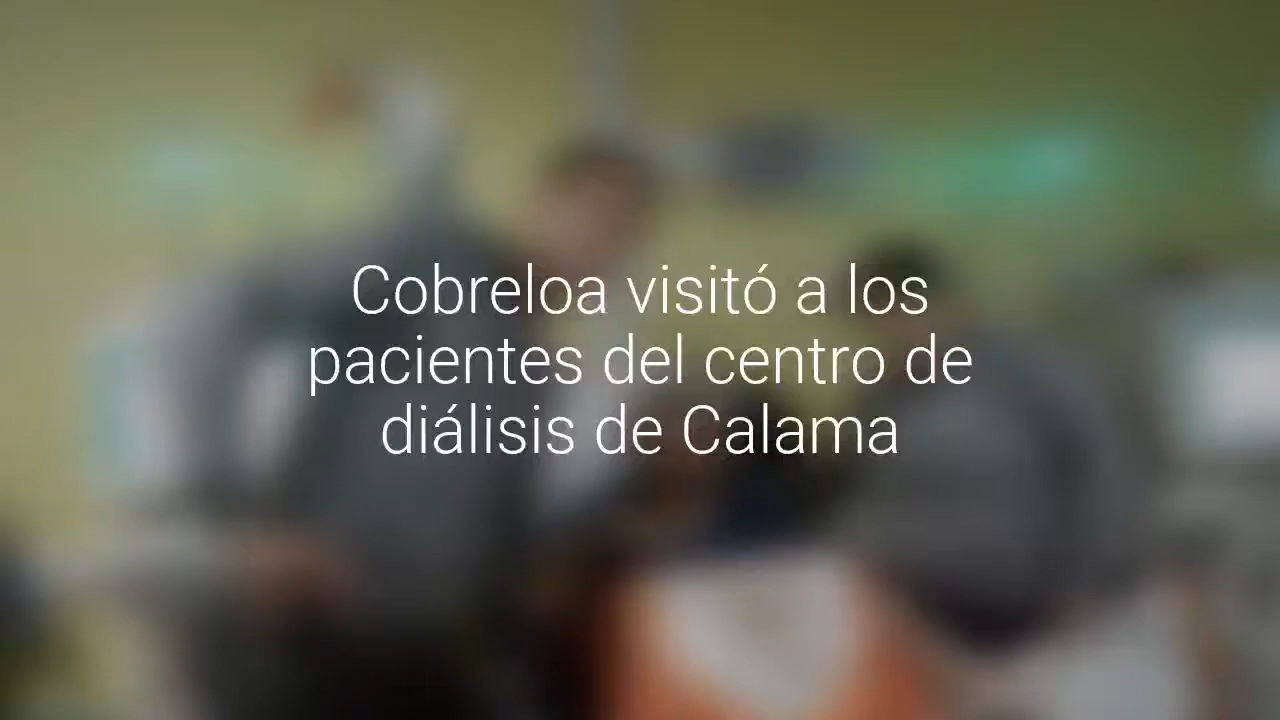 Cobreloa visitó a los
pacientes del centro de
diálisis de Calama